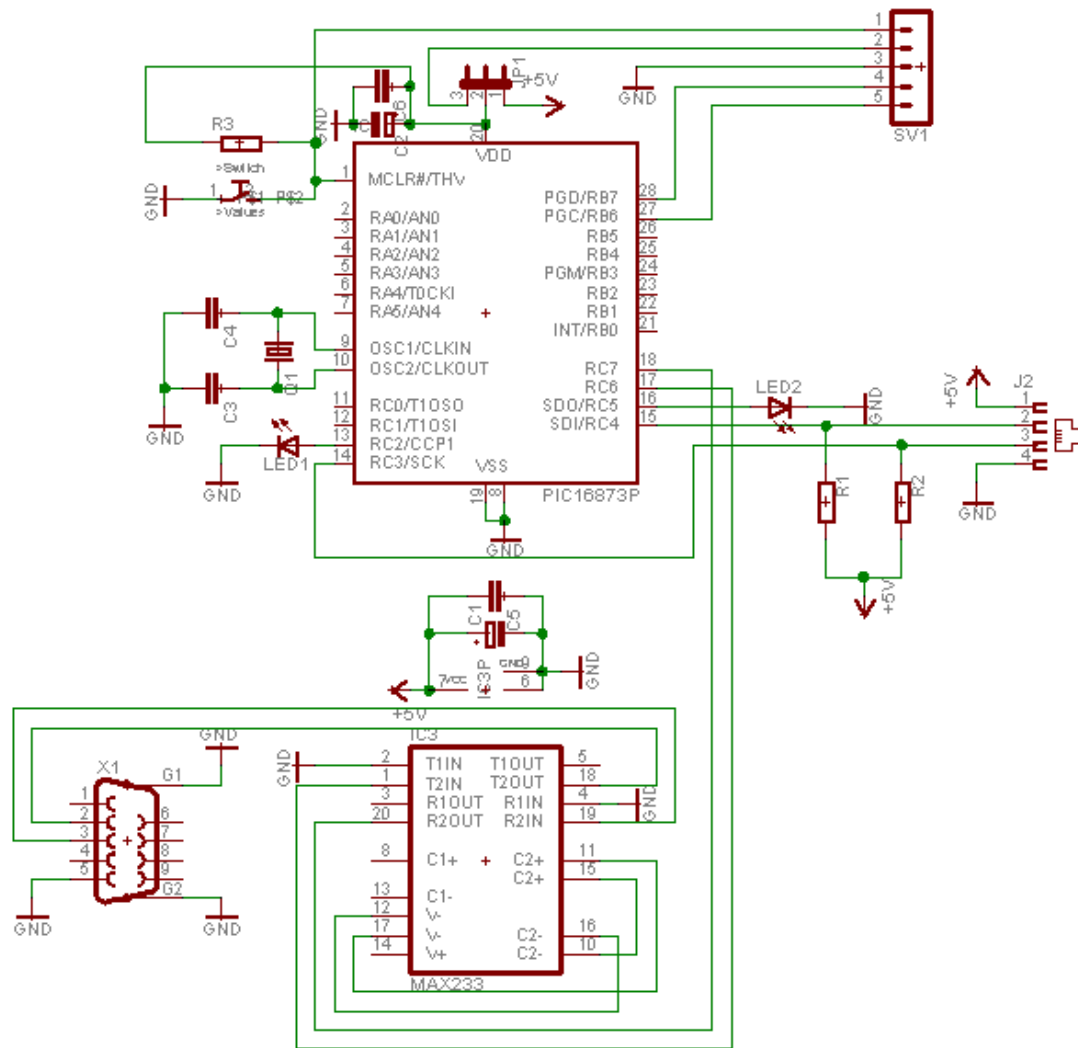 1
2
3
4
5
SV1
GND
JP1
+5V
3 2 1
C6
C2
GND
20
VDD
R3
>Switch
GND
1
>Values
1 MCLR#/THV
2 RA0/AN0
3 RA1/AN1
4 RA2/AN2
5 RA3/AN3
6 RA4/T0CKI
7 RA5/AN4
9 OSC1/CLKIN
10 OSC2/CLKOUT
11 RC0/T1OSO
12 RC1/T1OSI
13 RC2/CCP1
14 RC3/SCK
PGD/RB7 28
PGC/RB6 27
RB5 26
RB4 25
PGM/RB3 24
RB2 23
RB1 22
INT/RB0 21
RC7 18
RC6 17
SDO/RC5 16
SDI/RC4 15
VSS
19 8
PIC16873P
GND
C4
C3
Q1
GND
LED1
GND
LED2
GND
+5V
J2
1
2
3
4
GND
R1
R2
+5V
C1
C5
GND 9
6
7 VCC
IC3P
GND
+5V
IC3
GND
2 T1IN
1 T2IN
3 R1OUT
20 R2OUT
8 C1+
13 C1-
12 V-
17 V-
14 V+
T1OUT 5
T2OUT 18
R1IN 4
R2IN 19
C2+ 11
C2+ 15
C2- 16
C2- 10
GND
MAX233
GND
X1
G1
1
2
3
4
5
6
7
8
9
G2
GND
GND